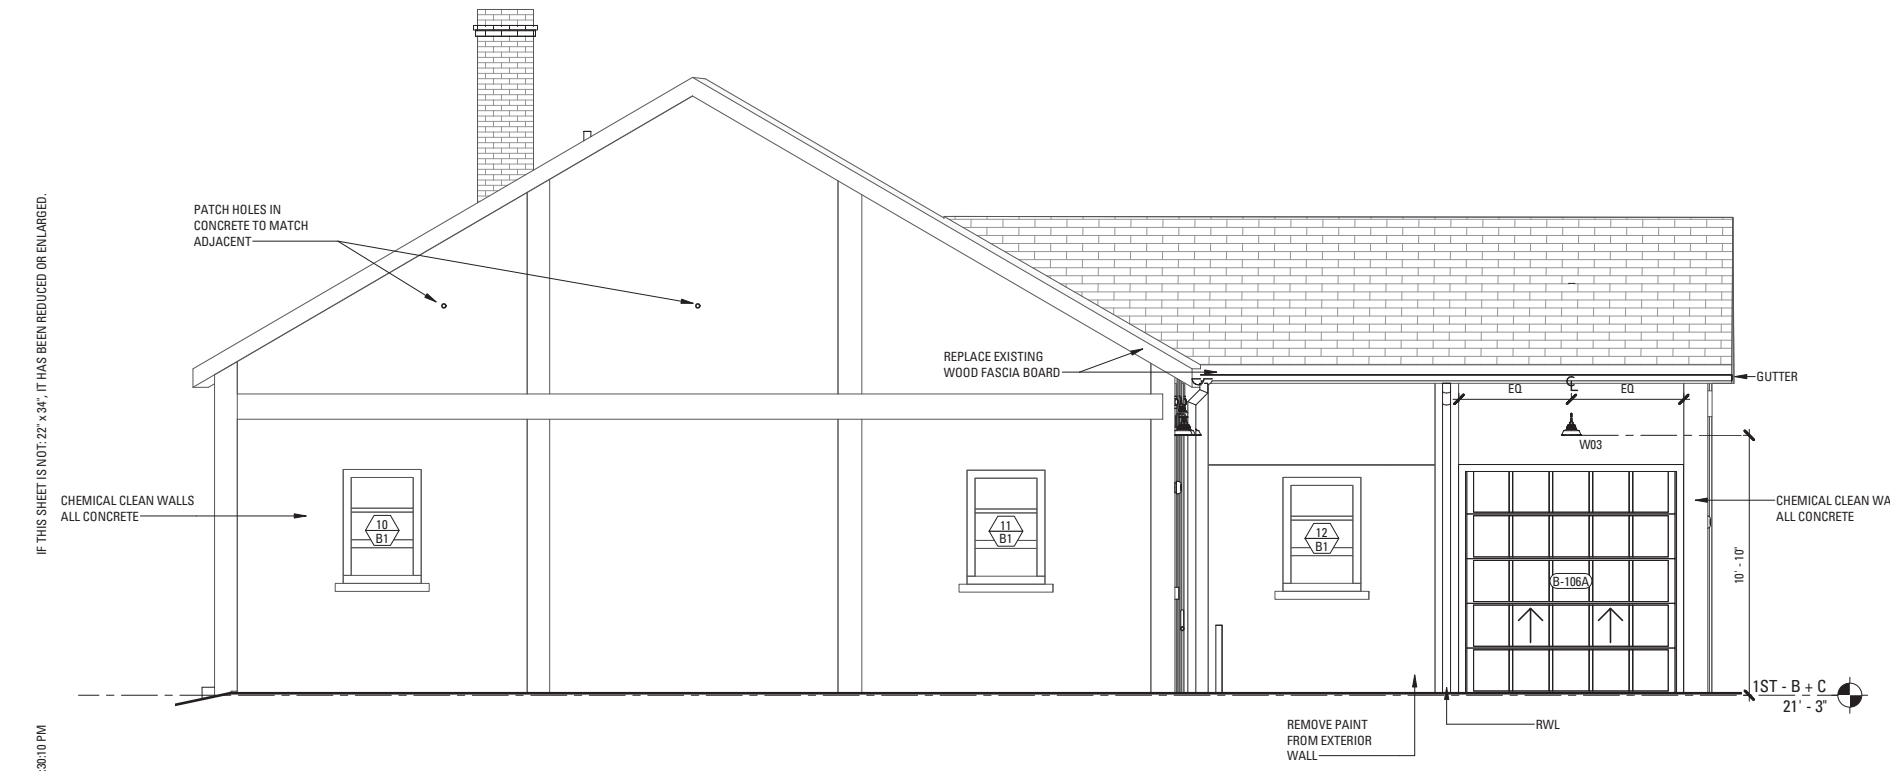 IF THIS SHEET IS NOT: 22" x 34", IT HAS BEEN REDUCED OR ENLARGED.
:30:10 PM
PATCH HOLES IN
CONCRETE TO MATCH
ADJACENT
REPLACE EXISTING
WOOD FASCIA BOARD
GUTTER
EQ
CL
EQ
W03
CHEMICAL CLEAN WALLS
ALL CONCRETE
10
B1
11
B1
12
B1
CHEMICAL CLEAN WA
ALL CONCRETE
10' - 10"
B-106A
1ST - B + C
21' - 3"
REMOVE PAINT
FROM EXTERIOR
WALL
RWL